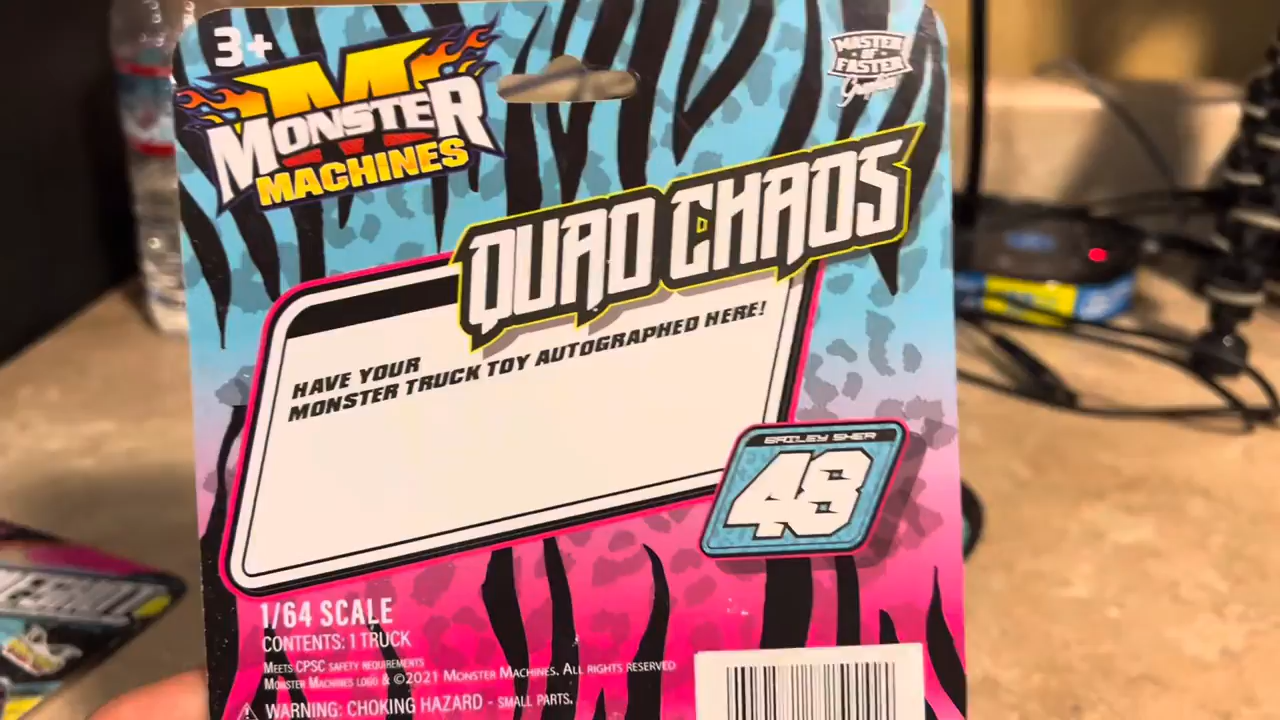 3+
MONSTER
MACHINES
MASTER
OF
FASTER
Graphics
QUAD CHAOS
HAVE YOUR
MONSTER TRUCK TOY AUTOGRAPHED HERE!
BAILEY SHEA
48
1/64 SCALE
CONTENTS: 1 TRUCK
MEETS CPSC SAFETY REQUIREMENTS
MONSTER MACHINES LOGO & ©2021 MONSTER MACHINES. ALL RIGHTS RESERVED
WARNING: CHOKING HAZARD - SMALL PARTS.